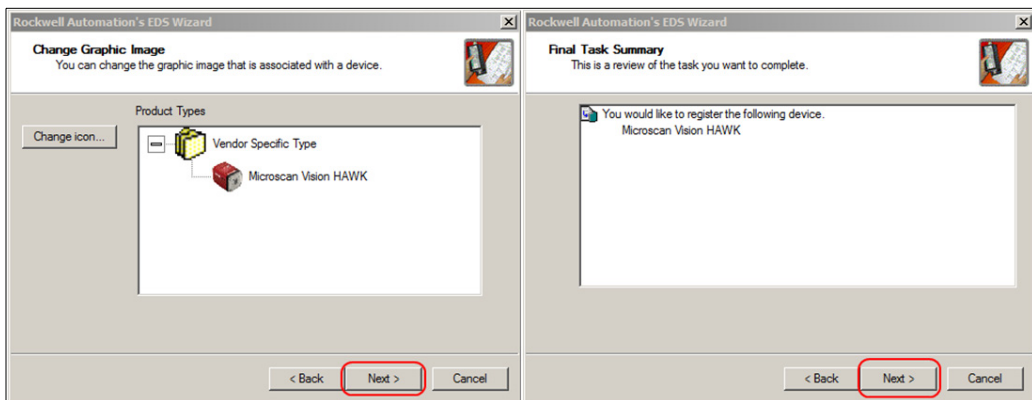 Rockwell Automation's EDS Wizard
Change Graphic Image
You can change the graphic image that is associated with a device.
Product Types
Change icon...
Vendor Specific Type
Microscan Vision HAWK
< Back
Next >
Cancel
Rockwell Automation's EDS Wizard
Final Task Summary
This is a review of the task you want to complete.
You would like to register the following device.
Microscan Vision HAWK
< Back
Next >
Cancel